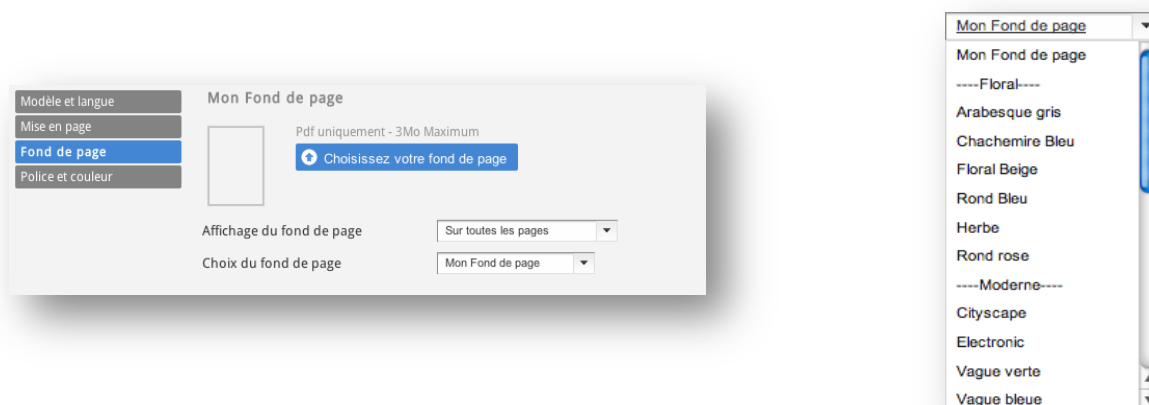 Modèle et langue
Mise en page
Fond de page
Police et couleur
Mon Fond de page
Pdf uniquement - 3Mo Maximum
Choisissez votre fond de page
Affichage du fond de page
Sur toutes les pages
Choix du fond de page
Mon Fond de page
Mon Fond de page
Mon Fond de page
----Floral----
Arabesque gris
Chachemire Bleu
Floral Beige
Rond Bleu
Herbe
Rond rose
----Moderne----
Cityscape
Electronic
Vague verte
Vague bleue